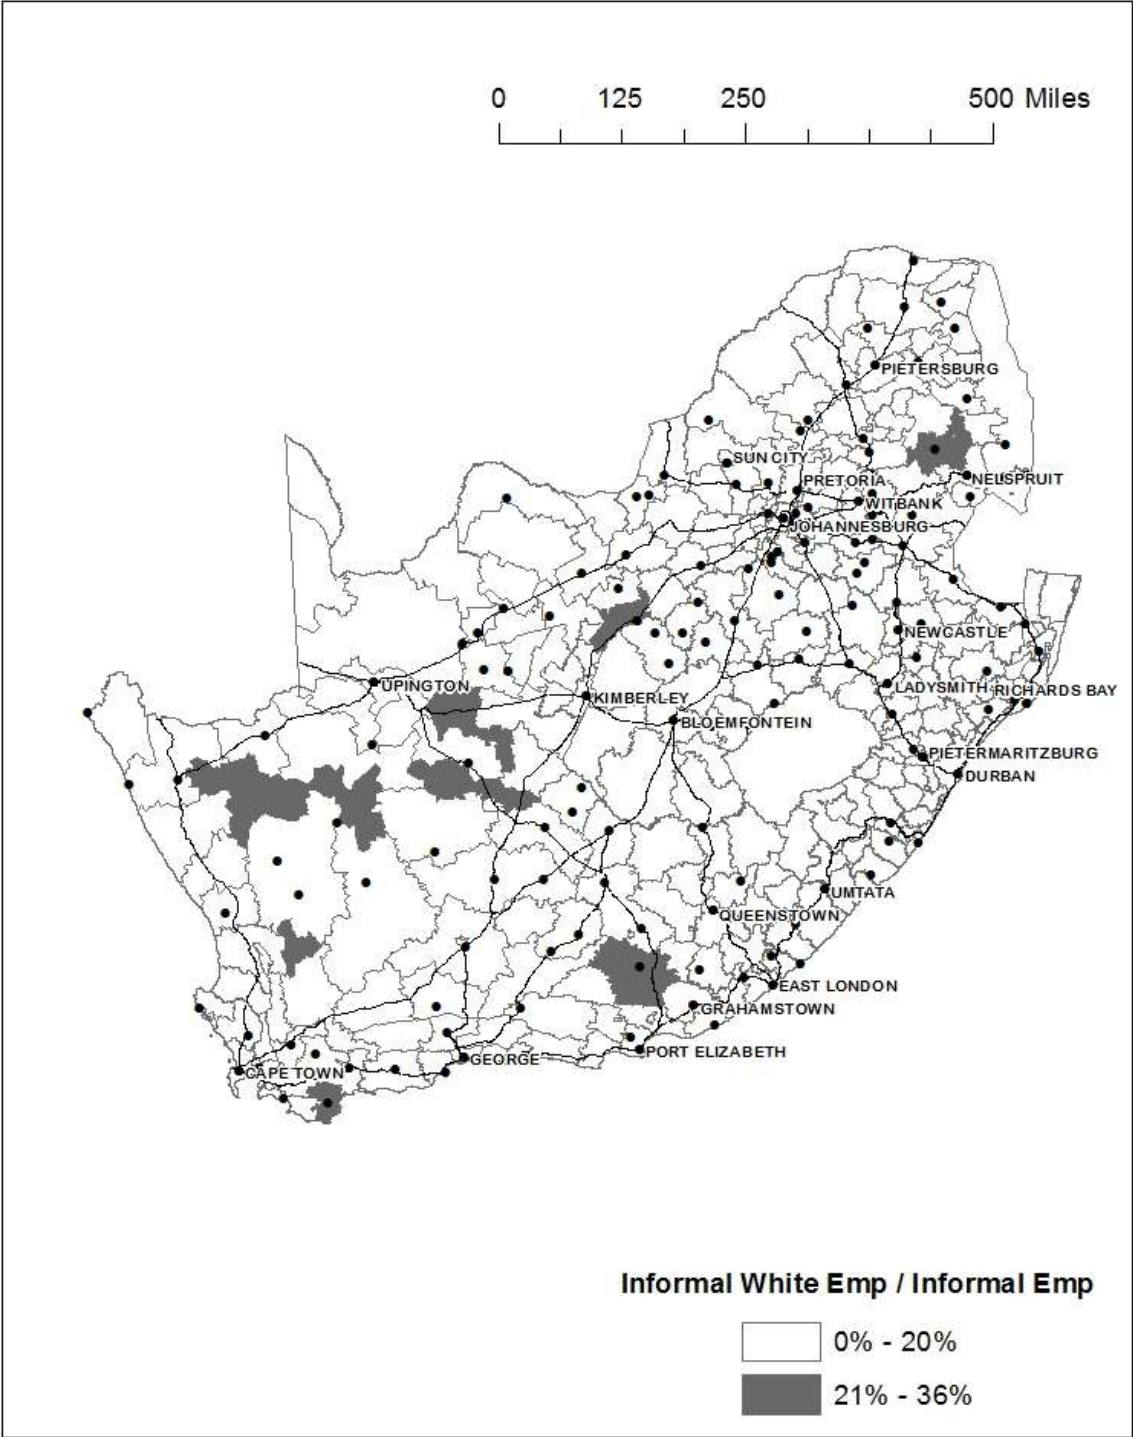 0 125 250 500 Miles
PIETERSBURG
SUN CITY
PRETORIA
NELSPRUIT
WITBANK
JOHANNESBURG
NEWCASTLE
UPINGTON
LADYSMITH
RICHARDS BAY
KIMBERLEY
BLOEMFONTEIN
PIETERMARITZBURG
DURBAN
UMTATA
QUEENSTOWN
EAST LONDON
GRAHAMSTOWN
PORT ELIZABETH
GEORGE
CAPE TOWN
Informal White Emp / Informal Emp
0% - 20%
21% - 36%